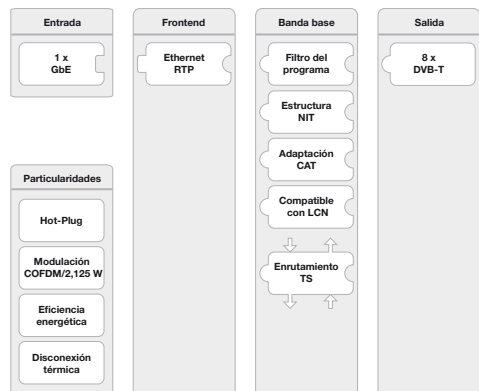 Entrada
1 x
GbE
Particularidades
Hot-Plug
Modulación
COFDM/2,125 W
Eficiencia
energética
Disconexión
térmica
Frontend
Ethernet
RTP
Banda base
Filtro del
programa
Estructura
NIT
Adaptación
CAT
Compatible
con LCN
Enrutamiento
TS
Salida
8 x
DVB-T